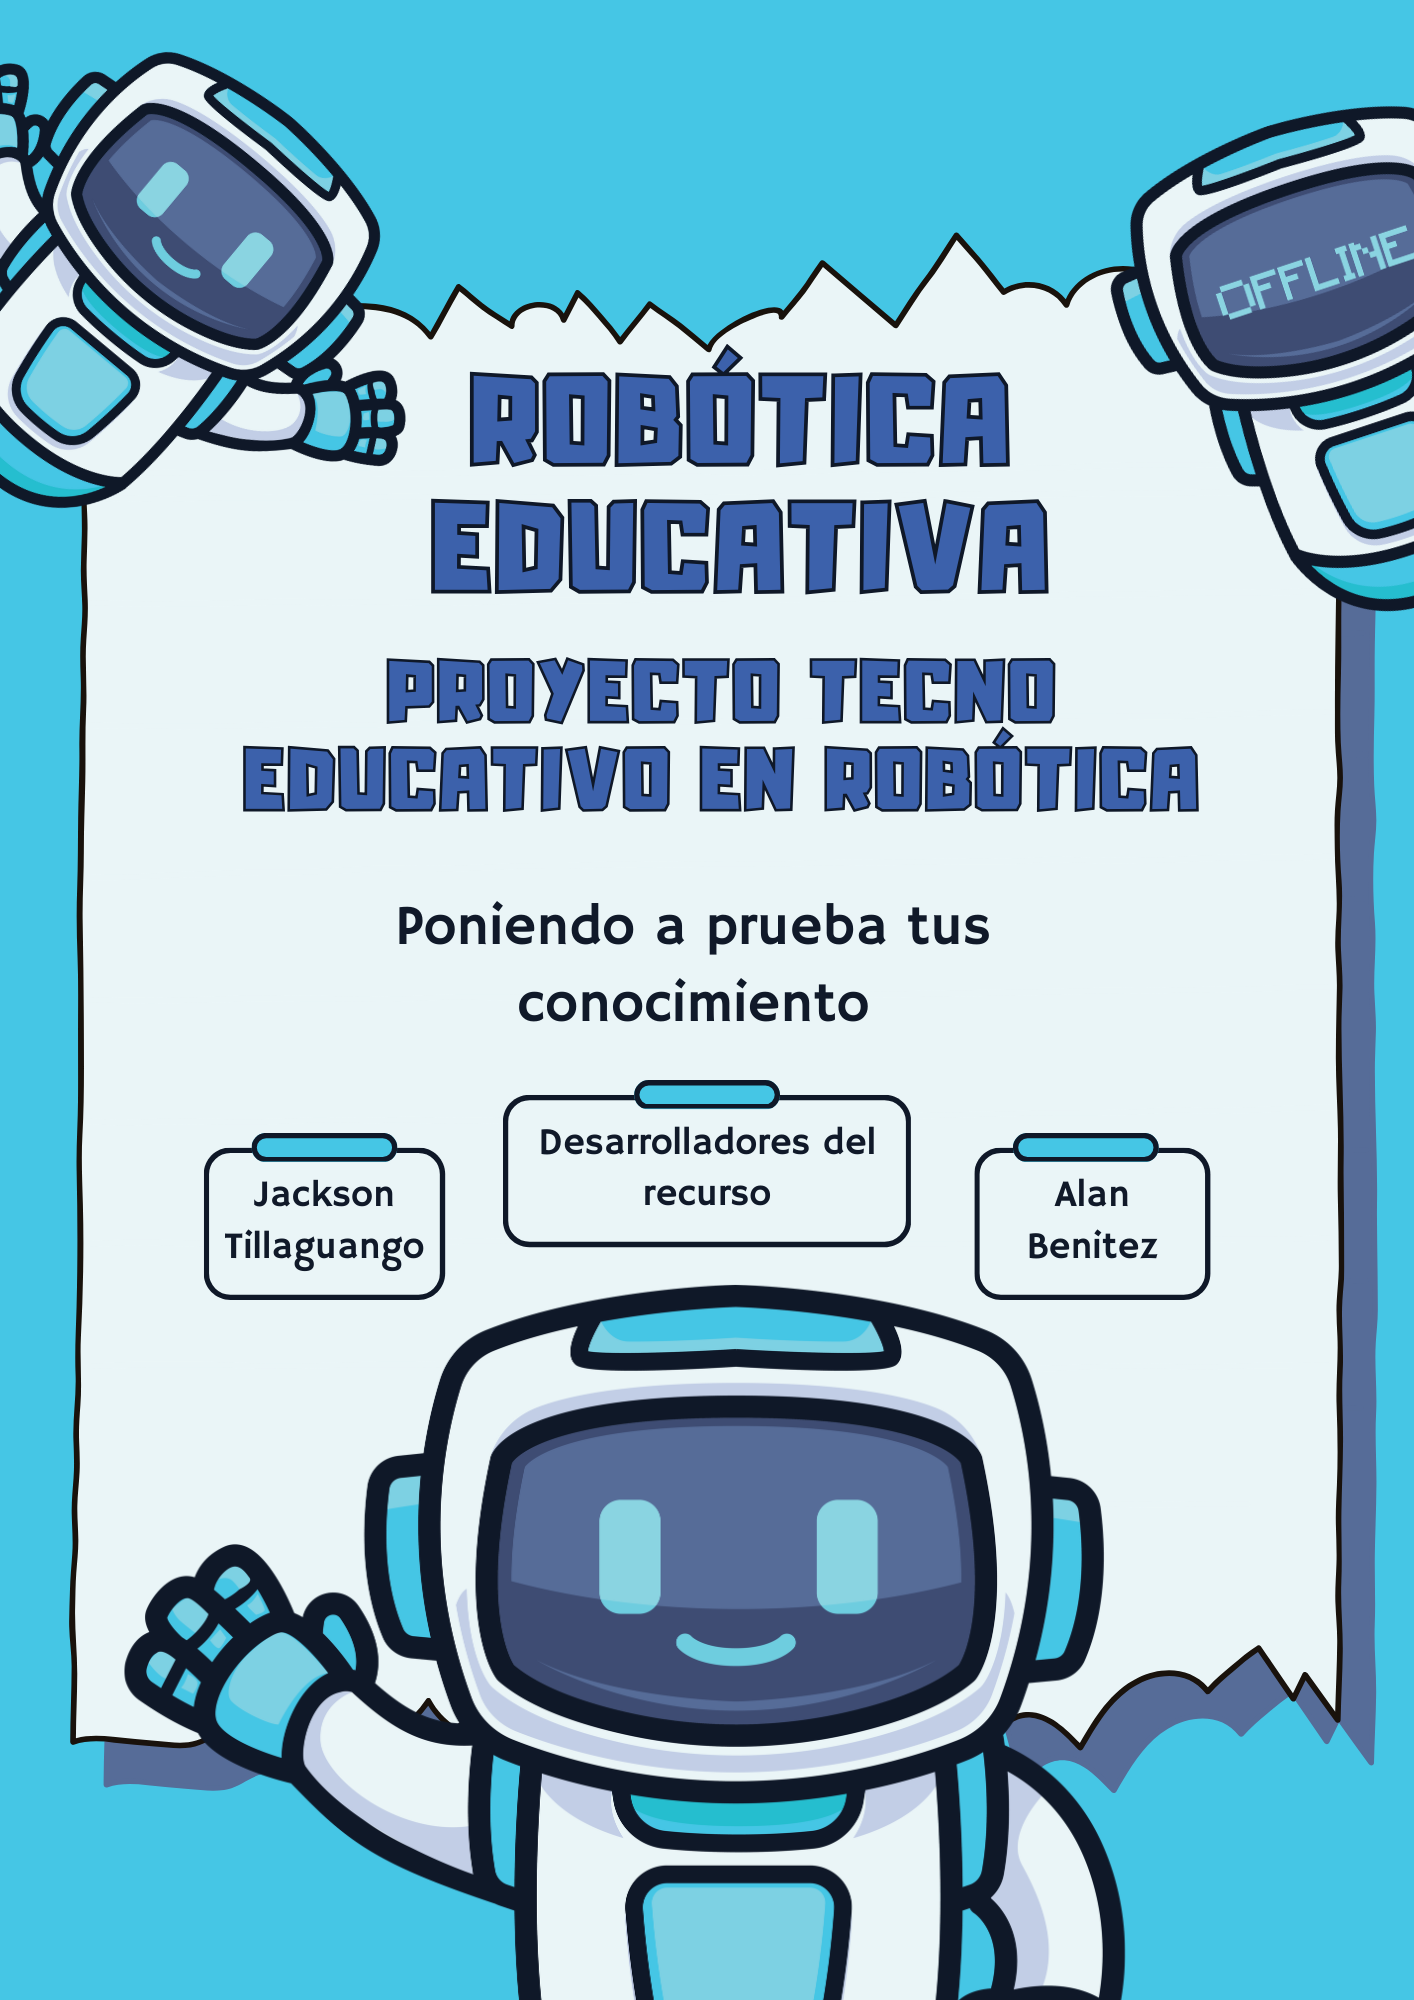 OFFLINE
ROBÓTICA
EDUCATIVA
PROYECTO TECNO
EDUCATIVO EN ROBÓTICA
Poniendo a prueba tus
conocimiento
Desarrolladores del
recurso
Jackson
Tillaguango
Alan
Benitez